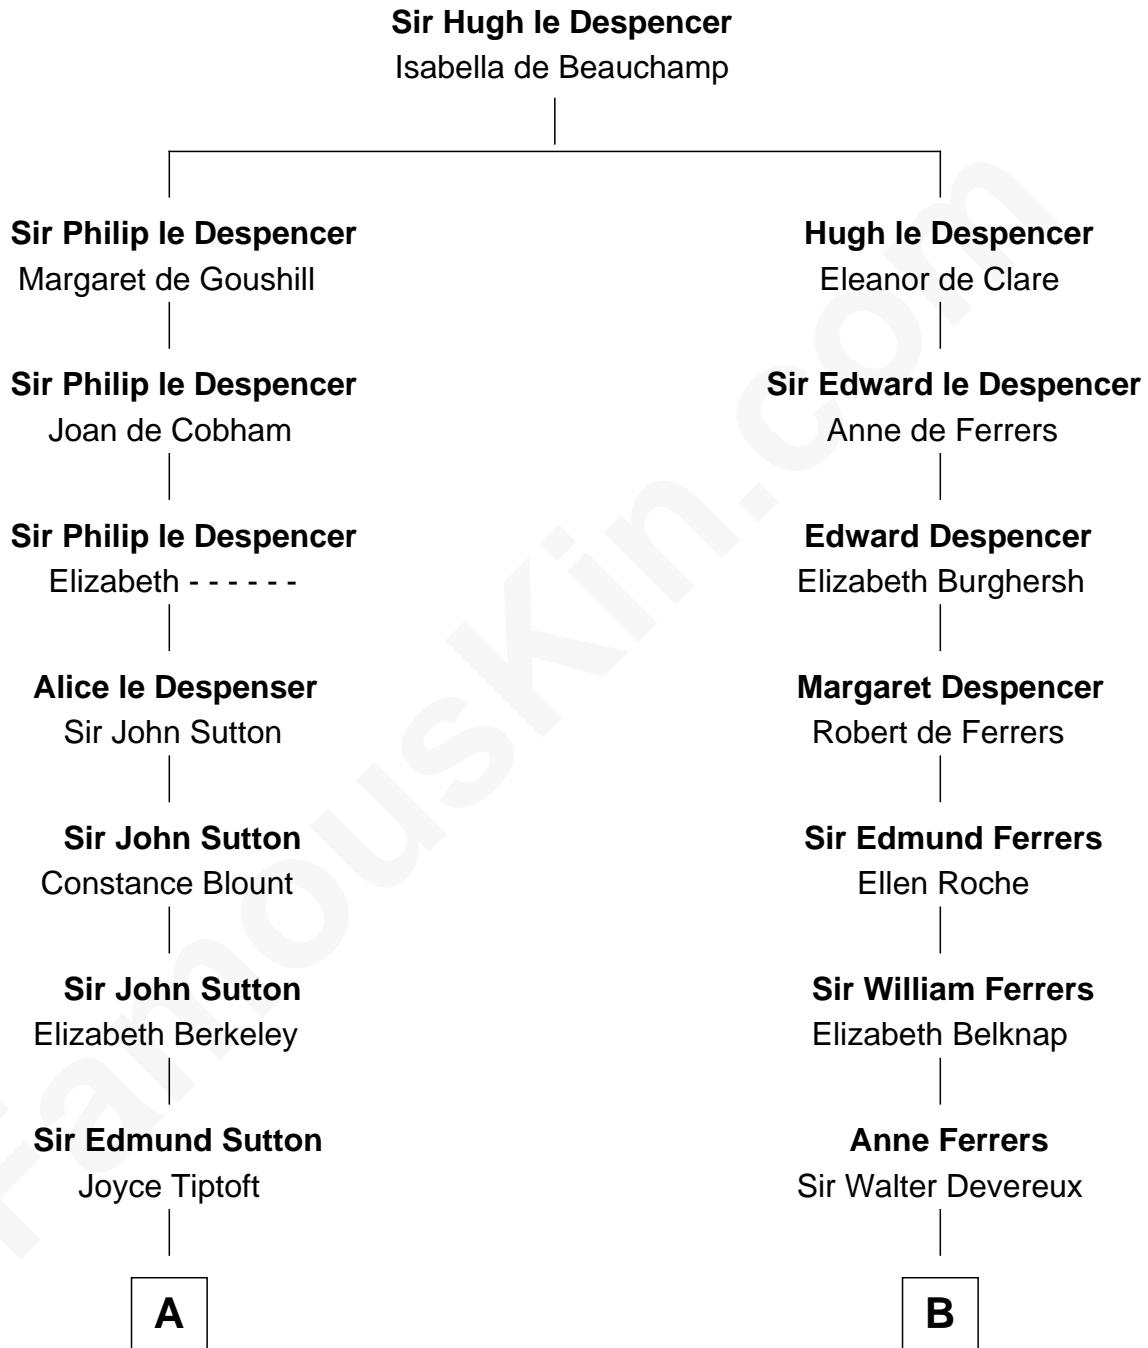 Sir Hugh le Despencer
Isabella de Beauchamp
Sir Philip le Despencer
Margaret de Goushill
Hugh le Despencer
Eleanor de Clare
Sir Philip le Despencer
Joan de Cobham
Sir Edward le Despencer
Anne de Ferrers
Sir Philip le Despencer
Elizabeth - - - - - -
Edward Despencer
Elizabeth Burghersh
Alice le Despenser
Sir John Sutton
Margaret Despencer
Robert de Ferrers
Sir John Sutton
Constance Blount
Sir Edmund Ferrers
Ellen Roche
Sir John Sutton
Elizabeth Berkeley
Sir William Ferrers
Elizabeth Belknap
Sir Edmund Sutton
Joyce Tiptoft
Anne Ferrers
Sir Walter Devereux
A
B
FamousKin.com